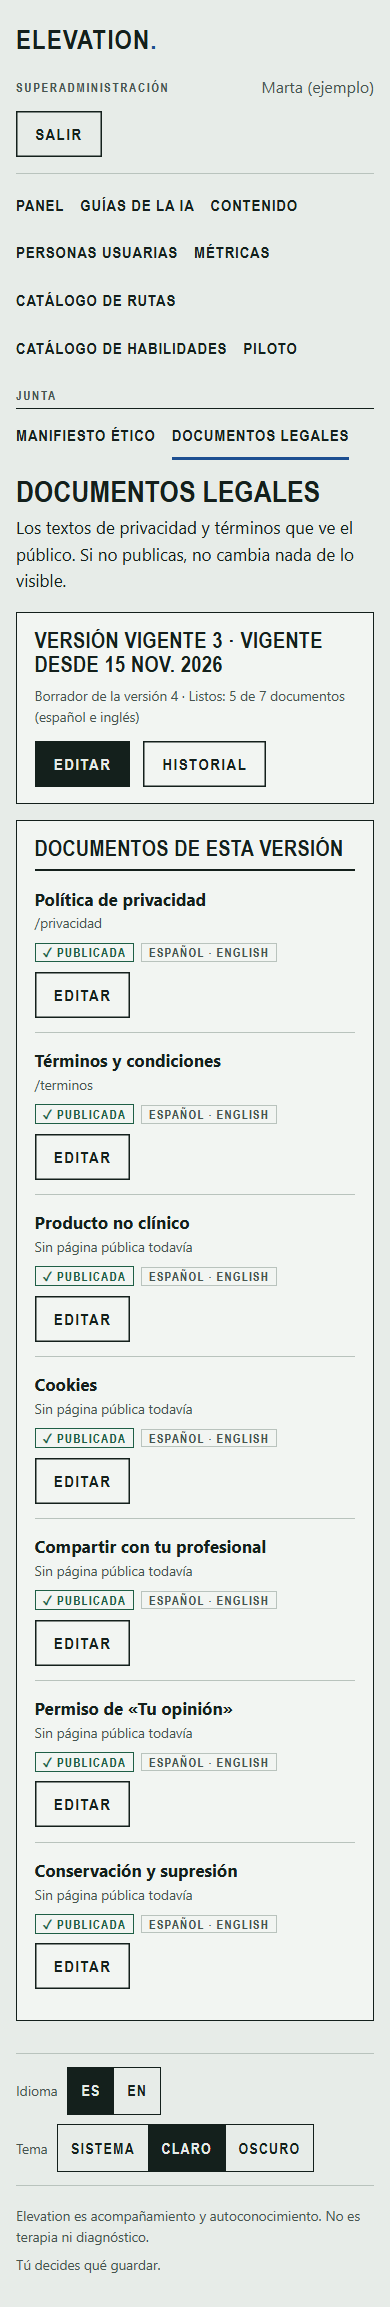 ELEVATION.
SUPERADMINISTRACIÓN Marta (ejemplo)
SALIR
PANEL GUÍAS DE LA IA CONTENIDO
PERSONAS USUARIAS MÉTRICAS
CATÁLOGO DE RUTAS
CATÁLOGO DE HABILIDADES PILOTO
JUNTA
MANIFIESTO ÉTICO DOCUMENTOS LEGALES
DOCUMENTOS LEGALES
Los textos de privacidad y términos que ve el
público. Si no publicas, no cambia nada de lo
visible.
VERSIÓN VIGENTE 3 · VIGENTE
DESDE 15 NOV. 2026
Borrador de la versión 4 · Listos: 5 de 7 documentos
(español e inglés)
EDITAR HISTORIAL
DOCUMENTOS DE ESTA VERSIÓN
Política de privacidad
/privacidad
✓ PUBLICADA ESPAÑOL · ENGLISH
EDITAR
Términos y condiciones
/terminos
✓ PUBLICADA ESPAÑOL · ENGLISH
EDITAR
Producto no clínico
Sin página pública todavía
✓ PUBLICADA ESPAÑOL · ENGLISH
EDITAR
Cookies
Sin página pública todavía
✓ PUBLICADA ESPAÑOL · ENGLISH
EDITAR
Compartir con tu profesional
Sin página pública todavía
✓ PUBLICADA ESPAÑOL · ENGLISH
EDITAR
Permiso de «Tu opinión»
Sin página pública todavía
✓ PUBLICADA ESPAÑOL · ENGLISH
EDITAR
Conservación y supresión
Sin página pública todavía
✓ PUBLICADA ESPAÑOL · ENGLISH
EDITAR
Idioma ES EN
Tema SISTEMA CLARO OSCURO
Elevation es acompañamiento y autoconocimiento. No es
terapia ni diagnóstico.
Tú decides qué guardar.